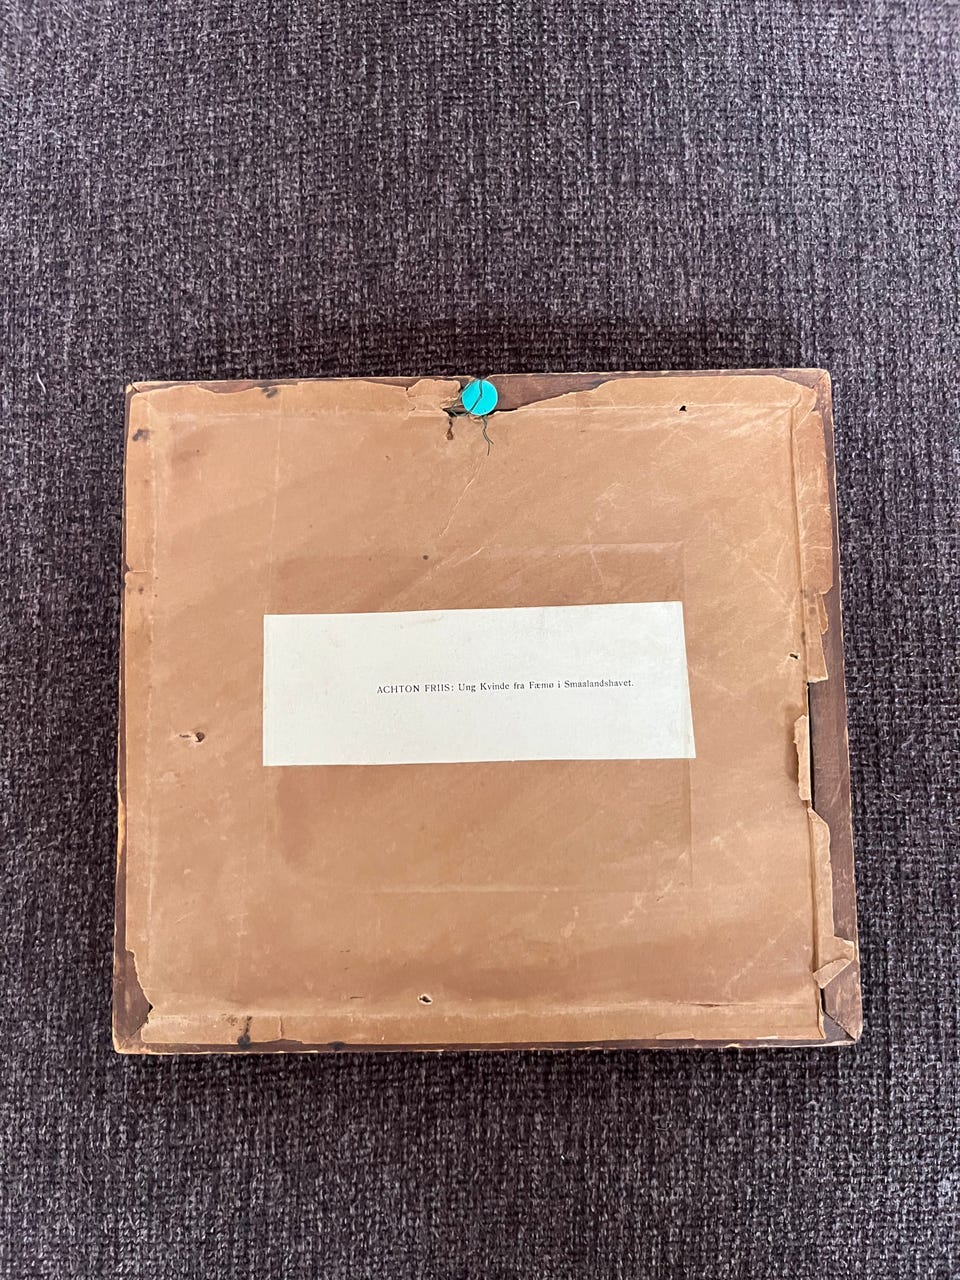 ACHTON FRIIS: Ung Kvinde fra Fæmø i Smaalandshavet.